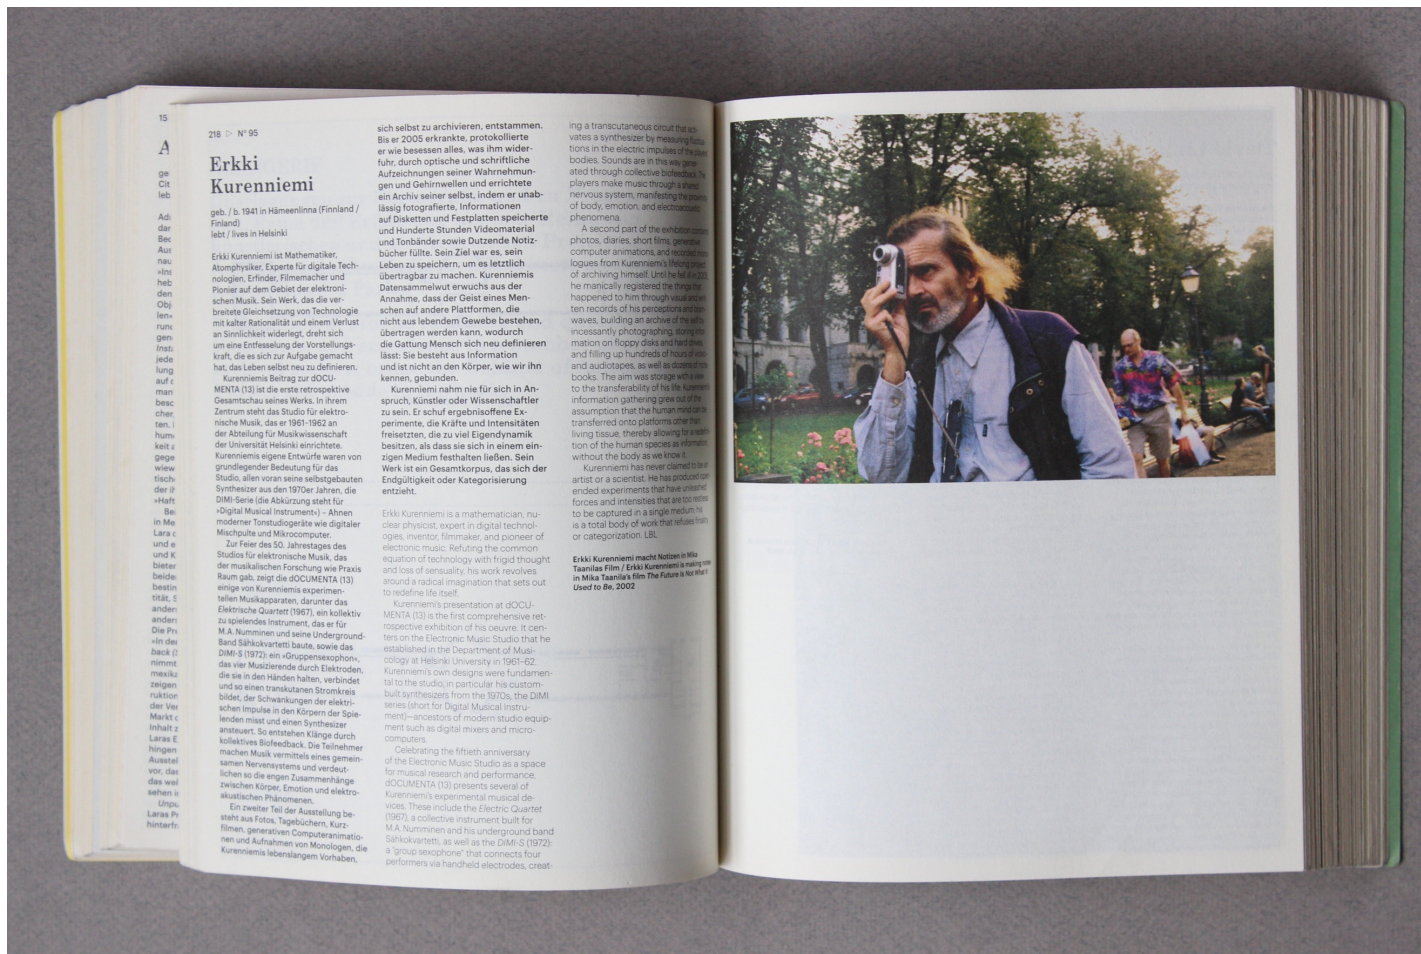 218 ▷ N° 95
Erkki
Kurenniemi
geb. / b. 1941 in Hämeenlinna (Finnland /
Finland)
lebt / lives in Helsinki
Erkki Kurenniemi ist Mathematiker,
Atomphysiker, Experte für digitale Tech-
nologien, Erfinder, Filmemacher und
Pionier auf dem Gebiet der elektroni-
schen Musik. Sein Werk, das die ver-
breitete Gleichsetzung von Technologie
mit kalter Rationalität und einem Verlust
an Sinnlichkeit widerlegt, dreht sich
um eine Entfesselung der Vorstellungs-
kraft, die es sich zur Aufgabe gemacht
hat, das Leben selbst neu zu definieren.
Kurenniemis Beitrag zur dOCU-
MENTA (13) ist die erste retrospektive
Gesamtschau seines Werks. In ihrem
Zentrum steht das Studio für elektro-
nische Musik, das er 1961–1962 an
der Abteilung für Musikwissenschaft
der Universität Helsinki einrichtete.
Kurenniemis eigene Entwürfe waren von
grundlegender Bedeutung für das
Studio, allen voran seine selbstgebauten
Synthesizer aus den 1970er Jahren, die
DIMI-Serie (die Abkürzung steht für
»Digital Musical Instrument«) – Ahnen
moderner Tonstudiogeräte wie digitaler
Mischpulte und Mikrocomputer.
Zur Feier des 50. Jahrestages des
Studios für elektronische Musik, das
der musikalischen Forschung wie Praxis
Raum gab, zeigt die dOCUMENTA (13)
einige von Kurenniemis experimen-
tellen Musikapparaten, darunter das
Elektrische Quartett (1967), ein kollektiv
zu spielendes Instrument, das er für
M.A. Numminen und seine Underground-
Band Sähkökvartetti baute, sowie das
DIMI-S (1972): ein »Gruppensexophon«,
das vier Musizierende durch Elektroden,
die sie in den Händen halten, verbindet
und so einen transkutanen Stromkreis
bildet, der Schwankungen der elektri-
schen Impulse in den Körpern der Spie-
lenden misst und einen Synthesizer
ansteuert. So entstehen Klänge durch
kollektives Biofeedback. Die Teilnehmer
machen Musik vermittels eines gemein-
samen Nervensystems und verdeut-
lichen so die engen Zusammenhänge
zwischen Körper, Emotion und elektro-
akustischen Phänomenen.
Ein zweiter Teil der Ausstellung be-
steht aus Fotos, Tagebüchern, Kurz-
filmen, generativen Computeranimatio-
nen und Aufnahmen von Monologen, die
Kurenniemis lebenslangem Vorhaben,
sich selbst zu archivieren, entstammen.
Bis er 2005 erkrankte, protokollierte
er wie besessen alles, was ihm wider-
fuhr, durch optische und schriftliche
Aufzeichnungen seiner Wahrnehmun-
gen und Gehirnwellen und errichtete
ein Archiv seiner selbst, indem er unab-
lässig fotografierte, Informationen
auf Disketten und Festplatten speicherte
und Hunderte Stunden Videomaterial
und Tonbänder sowie Dutzende Notiz-
bücher füllte. Sein Ziel war es, sein
Leben zu speichern, um es letztlich
übertragbar zu machen. Kurenniemis
Datensammelwut erwuchs aus der
Annahme, dass der Geist eines Men-
schen auf andere Plattformen, die
nicht aus lebendem Gewebe bestehen,
übertragen werden kann, wodurch
die Gattung Mensch sich neu definieren
lässt: Sie besteht aus Information
und ist nicht an den Körper, wie wir ihn
kennen, gebunden.
Kurenniemi nahm nie für sich in An-
spruch, Künstler oder Wissenschaftler
zu sein. Er schuf ergebnisoffene Ex-
perimente, die Kräfte und Intensitäten
freisetzten, die zu viel Eigendynamik
besitzen, als dass sie sich in einem ein-
zigen Medium festhalten ließen. Sein
Werk ist ein Gesamtkorpus, das sich der
Endgültigkeit oder Kategorisierung
entzieht.
Erkki Kurenniemi is a mathematician, nu-
clear physicist, expert in digital technol-
ogies, inventor, filmmaker, and pioneer of
electronic music. Refuting the common
equation of technology with frigid thought
and loss of sensuality, his work revolves
around a radical imagination that sets out
to redefine life itself.
Kurenniemi's presentation at dOCU-
MENTA (13) is the first comprehensive ret-
rospective exhibition of his oeuvre. It cen-
ters on the Electronic Music Studio that he
established in the Department of Musi-
cology at Helsinki University in 1961–62.
Kurenniemi's own designs were fundamen-
tal to the studio, in particular his custom-
built synthesizers from the 1970s, the DIMI
series (short for Digital Musical Instru-
ment)—ancestors of modern studio equip-
ment such as digital mixers and micro-
computers.
Celebrating the fiftieth anniversary
of the Electronic Music Studio as a space
for musical research and performance,
dOCUMENTA (13) presents several of
Kurenniemi's experimental musical de-
vices. These include the Electric Quartet
(1967), a collective instrument built for
M.A. Numminen and his underground band
Sähkökvartetti, as well as the DIMI-S (1972):
a "group sexophone" that connects four
performers via handheld electrodes, creat-
ing a transcutaneous circuit that acti-
vates a synthesizer by measuring fluctua-
tions in the electric impulses of the players'
bodies. Sounds are in this way gener-
ated through collective biofeedback. The
players make music through a shared
nervous system, manifesting the proximity
of body, emotion, and electroacoustic
phenomena.
A second part of the exhibition contains
photos, diaries, short films, generative
computer animations, and recorded mono-
logues from Kurenniemi's lifelong project
of archiving himself. Until he fell ill in 2005,
he manically registered the things that
happened to him through visual and writ-
ten records of his perceptions and brain-
waves, building an archive of the self by
incessantly photographing, storing infor-
mation on floppy disks and hard drives,
and filling up hundreds of hours of video-
and audiotapes, as well as dozens of note-
books. The aim was storage with a view
to the transferability of his life. Kurenniemi's
information gathering grew out of the
assumption that the human mind can be
transferred onto platforms other than
living tissue, thereby allowing for a redefini-
tion of the human species as information,
without the body as we know it.
Kurenniemi has never claimed to be an
artist or a scientist. He has produced open-
ended experiments that have unleashed
forces and intensities that are too restless
to be captured in a single medium; his
is a total body of work that refuses finality
or categorization. LBL
Erkki Kurenniemi macht Notizen in Mika
Taanilas Film / Erkki Kurenniemi is making notes
in Mika Taanila's film The Future Is Not What It
Used to Be, 2002